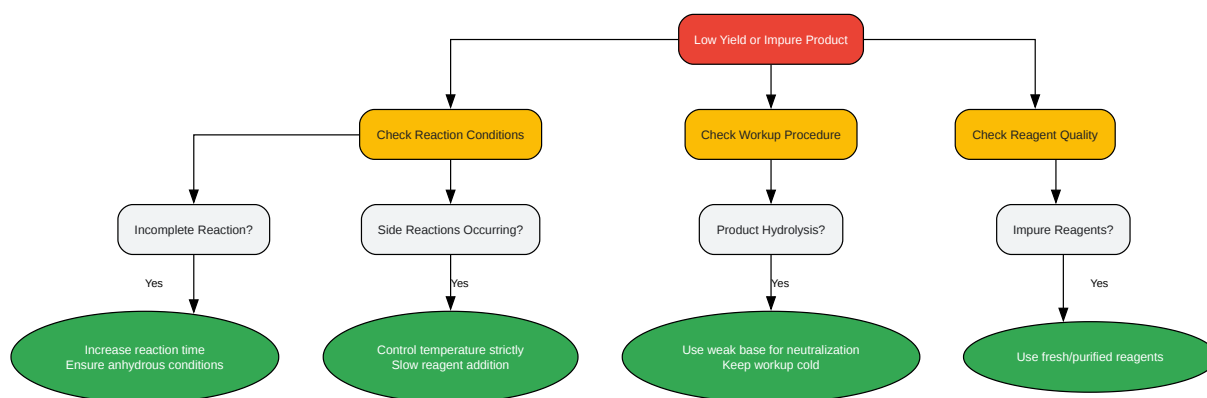 Low Yield or Impure Product
Check Reaction Conditions
Check Workup Procedure
Check Reagent Quality
Incomplete Reaction?
Side Reactions Occurring?
Product Hydrolysis?
Impure Reagents?
Yes
Yes
Yes
Yes
Increase reaction time
Ensure anhydrous conditions
Control temperature strictly
Slow reagent addition
Use weak base for neutralization
Keep workup cold
Use fresh/purified reagents